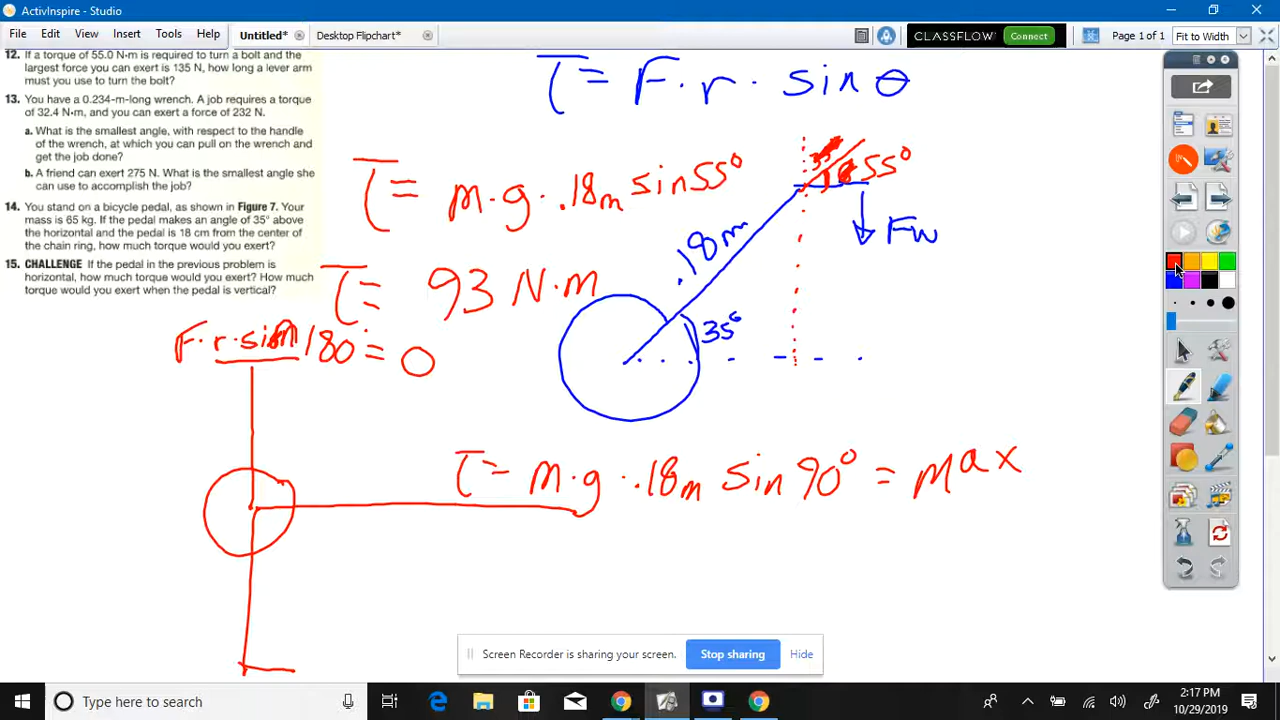 ActivInspire - Studio
File Edit View Insert Tools Help Untitled* Desktop Flipchart* CLASSFLOW Connect Page 1 of 1 Fit to Width
12. If a torque of 55.0 N•m is required to turn a bolt and the
largest force you can exert is 135 N, how long a lever arm
must you use to turn the bolt?
13. You have a 0.234-m-long wrench. A job requires a torque
of 32.4 N•m, and you can exert a force of 232 N.
a. What is the smallest angle, with respect to the handle
of the wrench, at which you can pull on the wrench and
get the job done?
b. A friend can exert 275 N. What is the smallest angle she
can use to accomplish the job?
14. You stand on a bicycle pedal, as shown in Figure 7. Your
mass is 65 kg. If the pedal makes an angle of 35° above
the horizontal and the pedal is 18 cm from the center of
the chain ring, how much torque would you exert?
15. CHALLENGE If the pedal in the previous problem is
horizontal, how much torque would you exert? How much
torque would you exert when the pedal is vertical?
τ = F·r· sin θ
τ = m·g·.18m sin55°
55°
Fw
.18m
35°
τ = 93 N·m
F·r·sin 180 = 0
τ = m·g·.18m sin 90° = max
Screen Recorder is sharing your screen. Stop sharing Hide
Type here to search
2:17 PM
10/29/2019